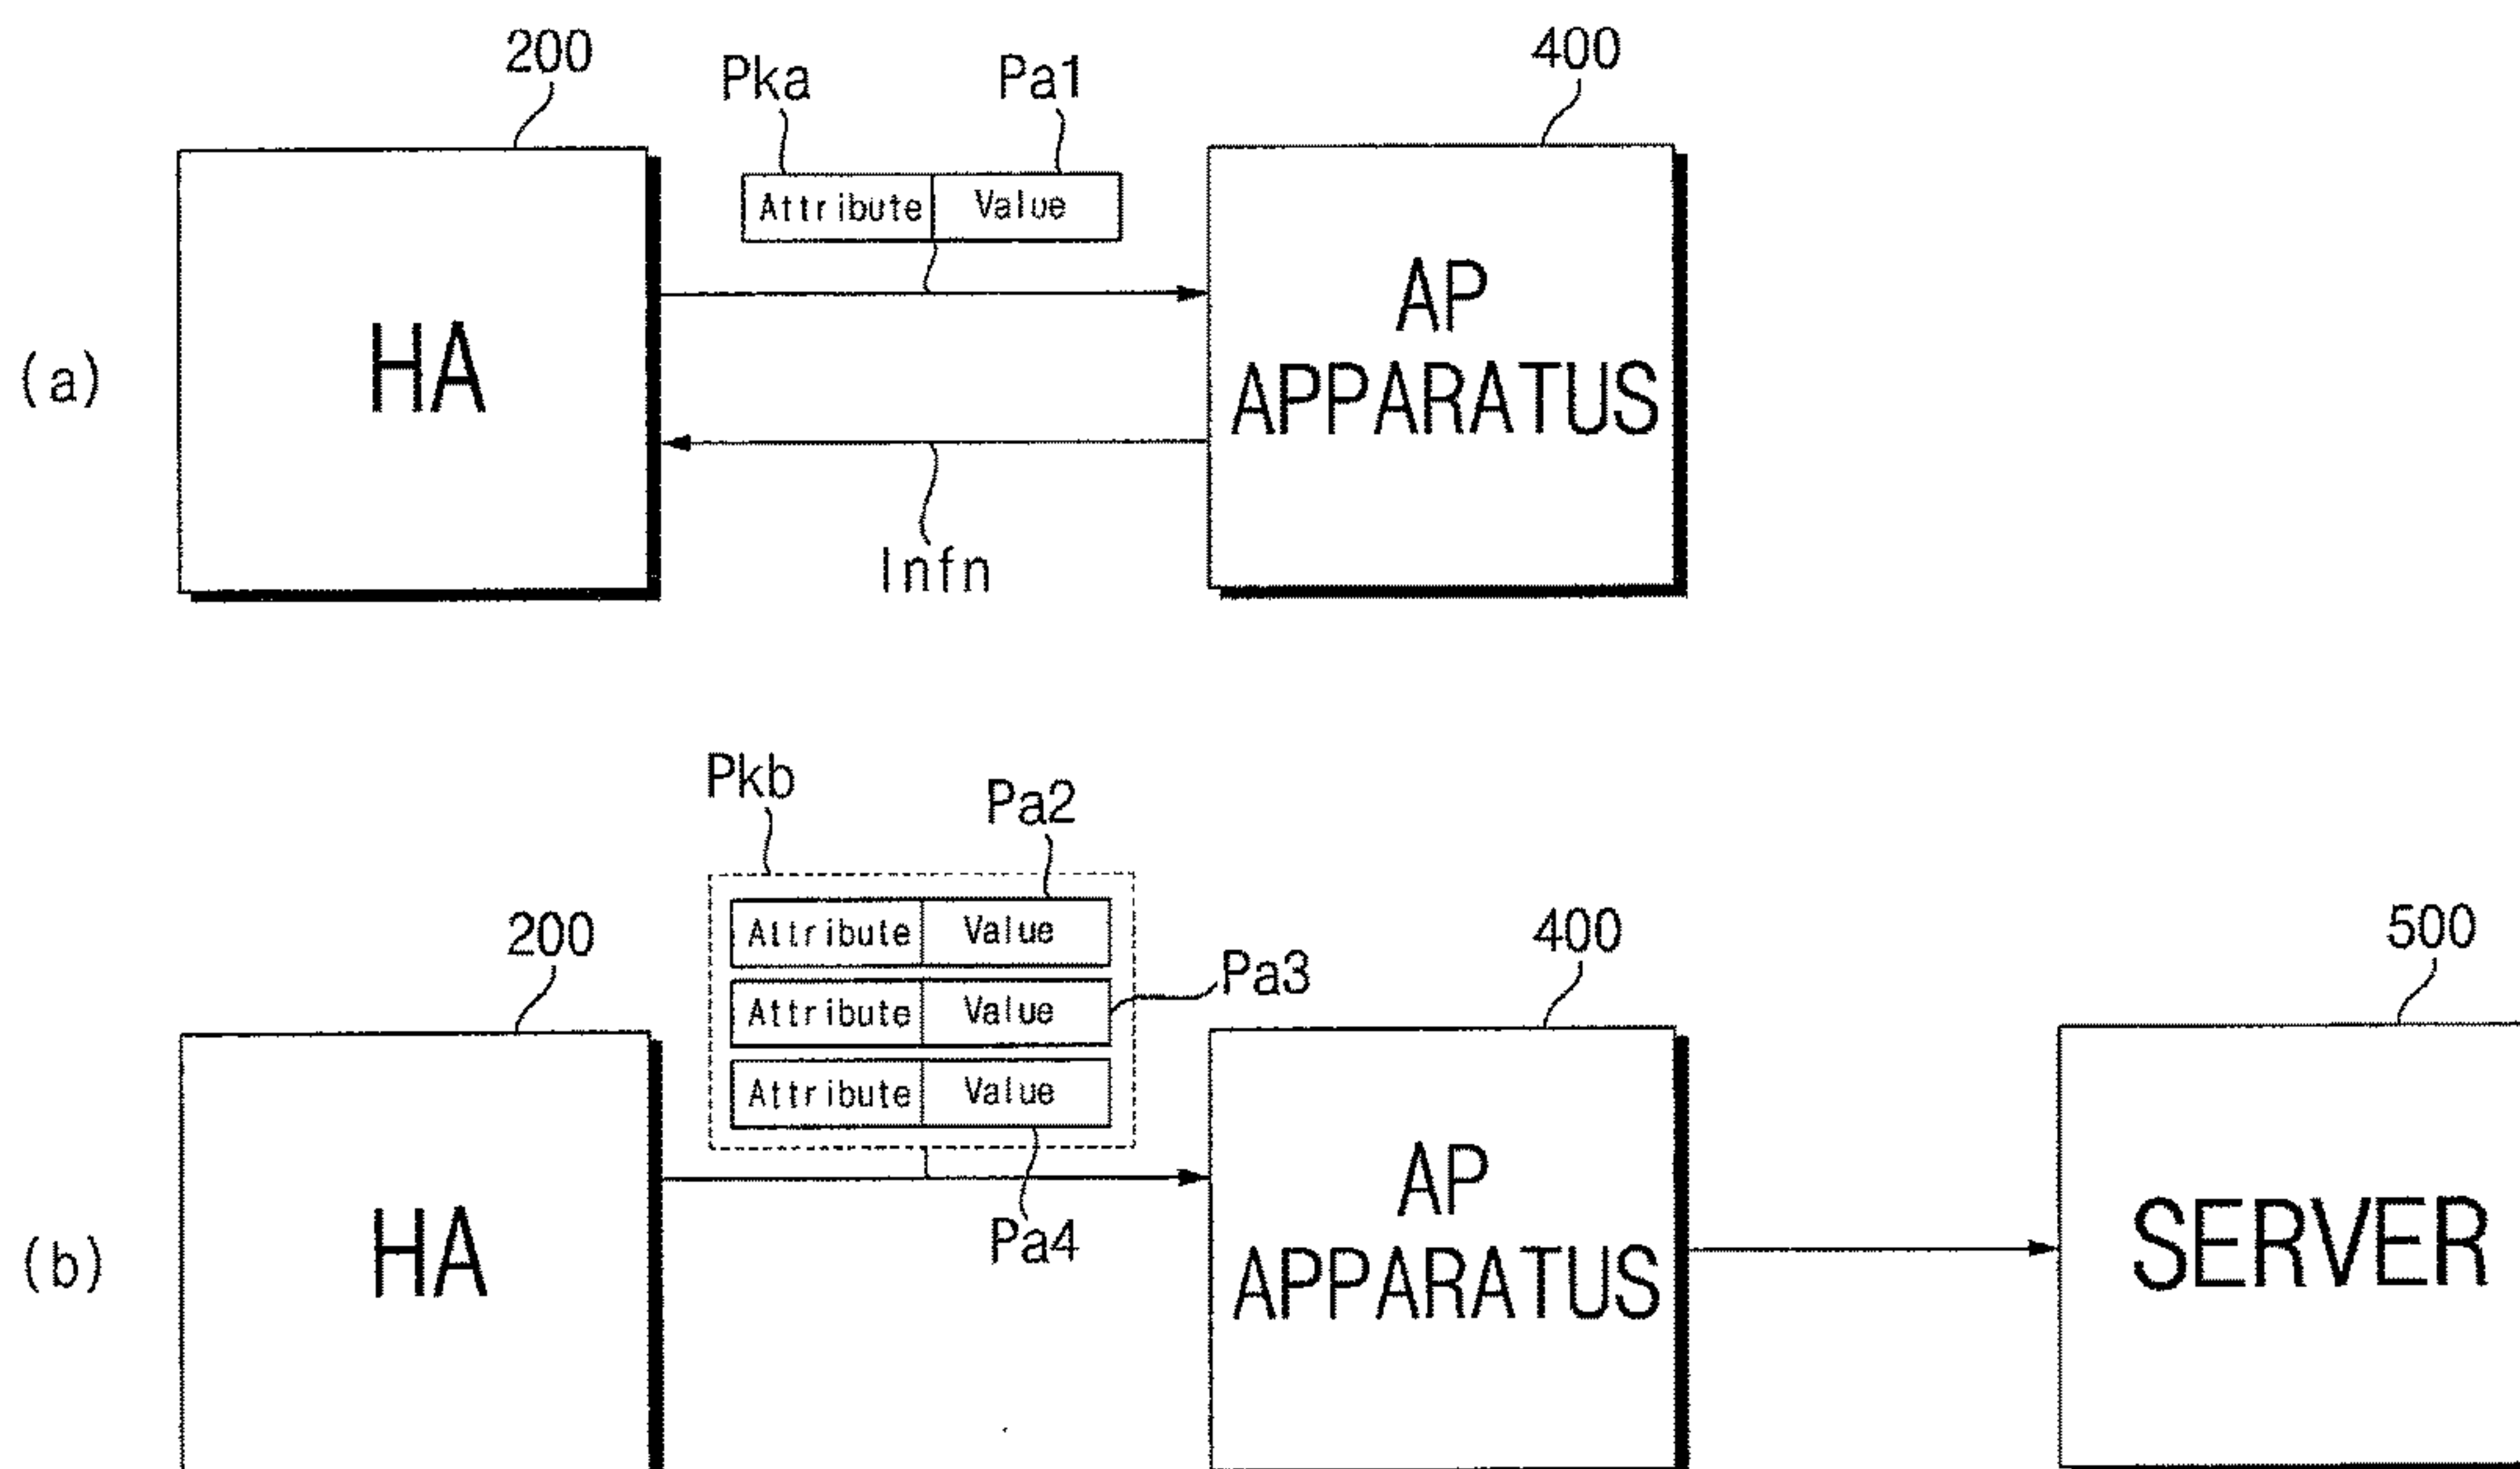 200
Pka
Pa1
400
Attribute Value
(a)
HA
AP
APPARATUS
Infn
Pkb
Pa2
200
Attribute Value
Pa3
400
500
Attribute Value
Attribute Value
Pa4
(b)
HA
AP
APPARATUS
SERVER